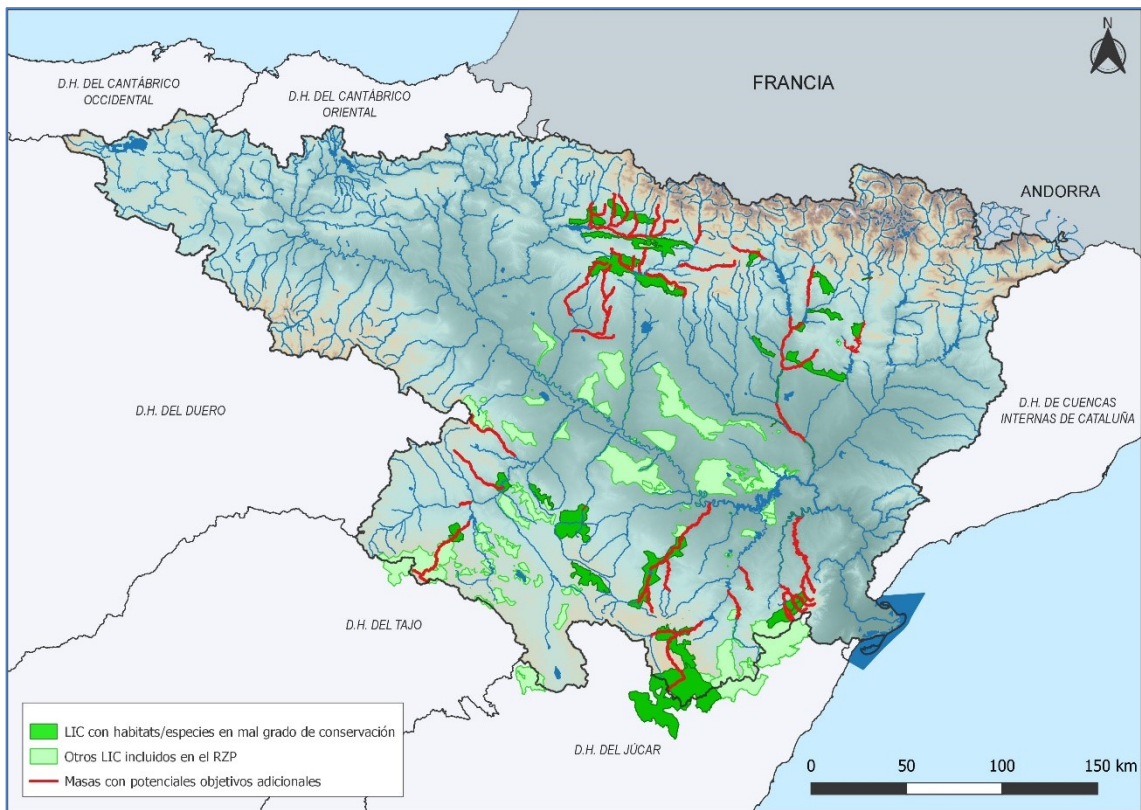 N
D.H. DEL CANTÁBRICO
OCCIDENTAL
D.H. DEL CANTÁBRICO
ORIENTAL
FRANCIA
ANDORRA
D.H. DEL DUERO
D.H. DE CUENCAS
INTERNAS DE CATALUÑA
D.H. DEL TAJO
D.H. DEL JÚCAR
LIC con habitats/especies en mal grado de conservación
Otros LIC incluidos en el RZP
Masas con potenciales objetivos adicionales
0 50 100 150 km